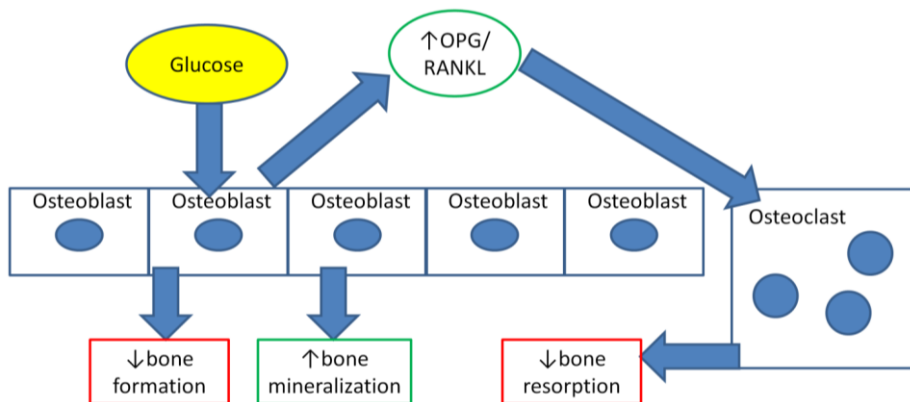 Glucose
↑OPG/
RANKL
Osteoblast
Osteoblast
Osteoblast
Osteoblast
Osteoblast
Osteoclast
↓bone
formation
↑bone
mineralization
↓bone
resorption